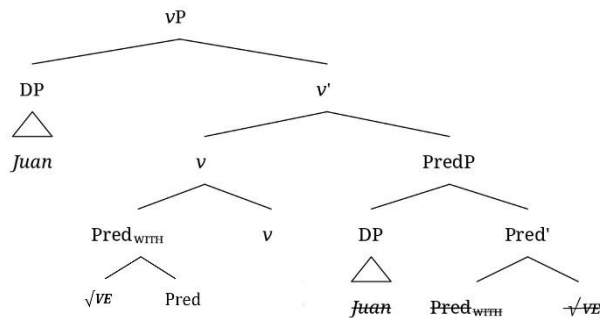 vP
DP v'
Juan v PredP
Pred_WITH v DP Pred'
√VE Pred Juan Pred_WITH √VE